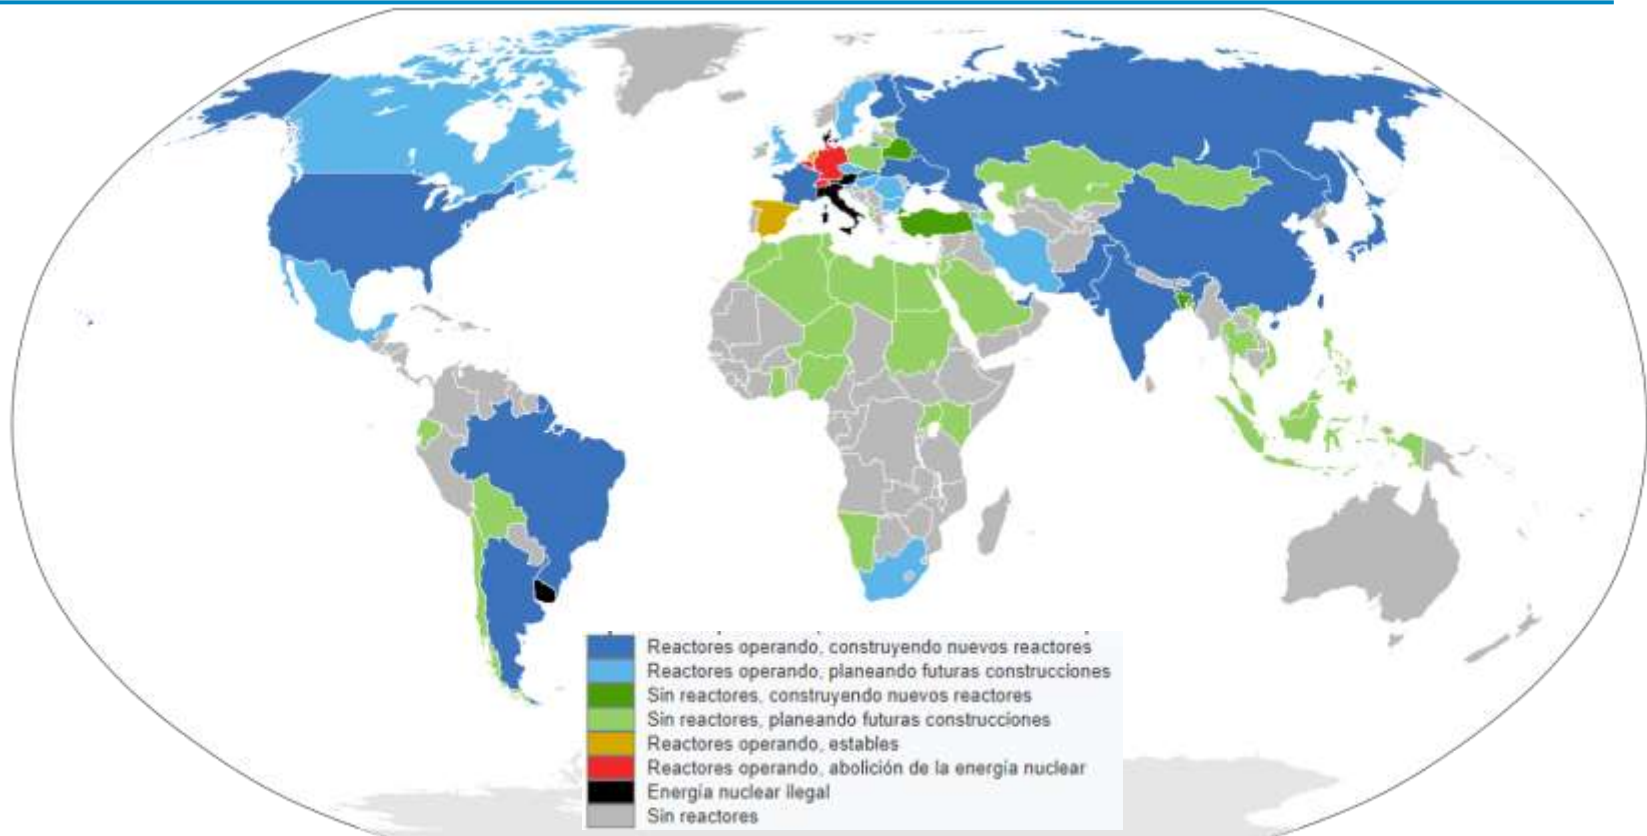 Reactores operando, construyendo nuevos reactores
Reactores operando, planeando futuras construcciones
Sin reactores, construyendo nuevos reactores
Sin reactores, planeando futuras construcciones
Reactores operando, estables
Reactores operando, abolición de la energía nuclear
Energía nuclear ilegal
Sin reactores